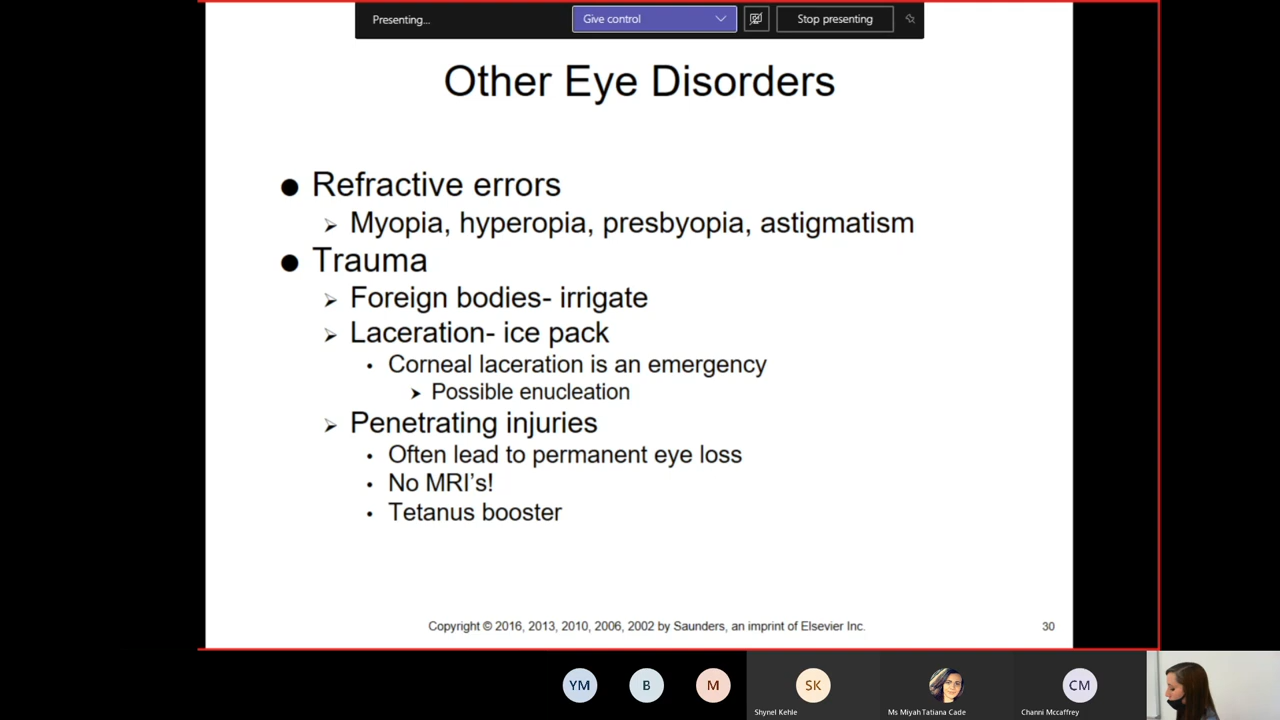 Presenting...
Give control
Stop presenting
Other Eye Disorders
Refractive errors
Myopia, hyperopia, presbyopia, astigmatism
Trauma
Foreign bodies- irrigate
Laceration- ice pack
Corneal laceration is an emergency
Possible enucleation
Penetrating injuries
Often lead to permanent eye loss
No MRI's!
Tetanus booster
Copyright © 2016, 2013, 2010, 2006, 2002 by Saunders, an imprint of Elsevier Inc.
30
YM
B
M
SK
CM
Shynel Kehle
Ms Miyah Tatiana Cade
Channi Mccaffrey